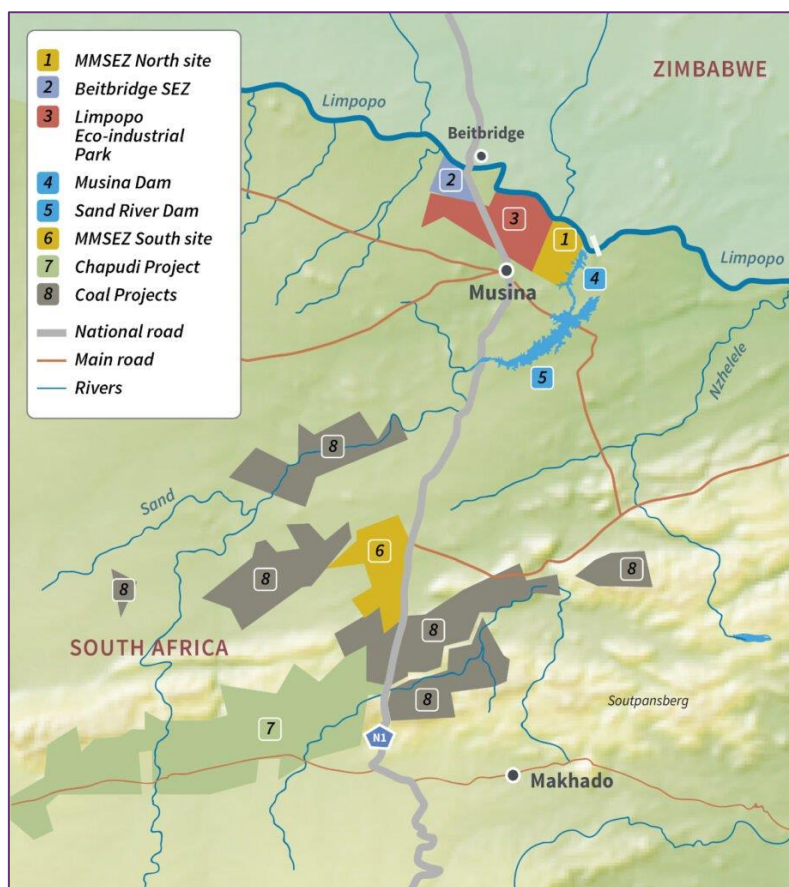 1 MMSEZ North site
2 Beitbridge SEZ
3 Limpopo
Eco-industrial
Park
4 Musina Dam
5 Sand River Dam
6 MMSEZ South site
7 Chapudi Project
8 Coal Projects
National road
Main road
Rivers
ZIMBABWE
Limpopo
Beitbridge
2
3
1
Limpopo
4
Musina
5
Nzhelele
8
Sand
6
8
8
8
8
SOUTH AFRICA
8
Soutpansberg
7
N1
Makhado